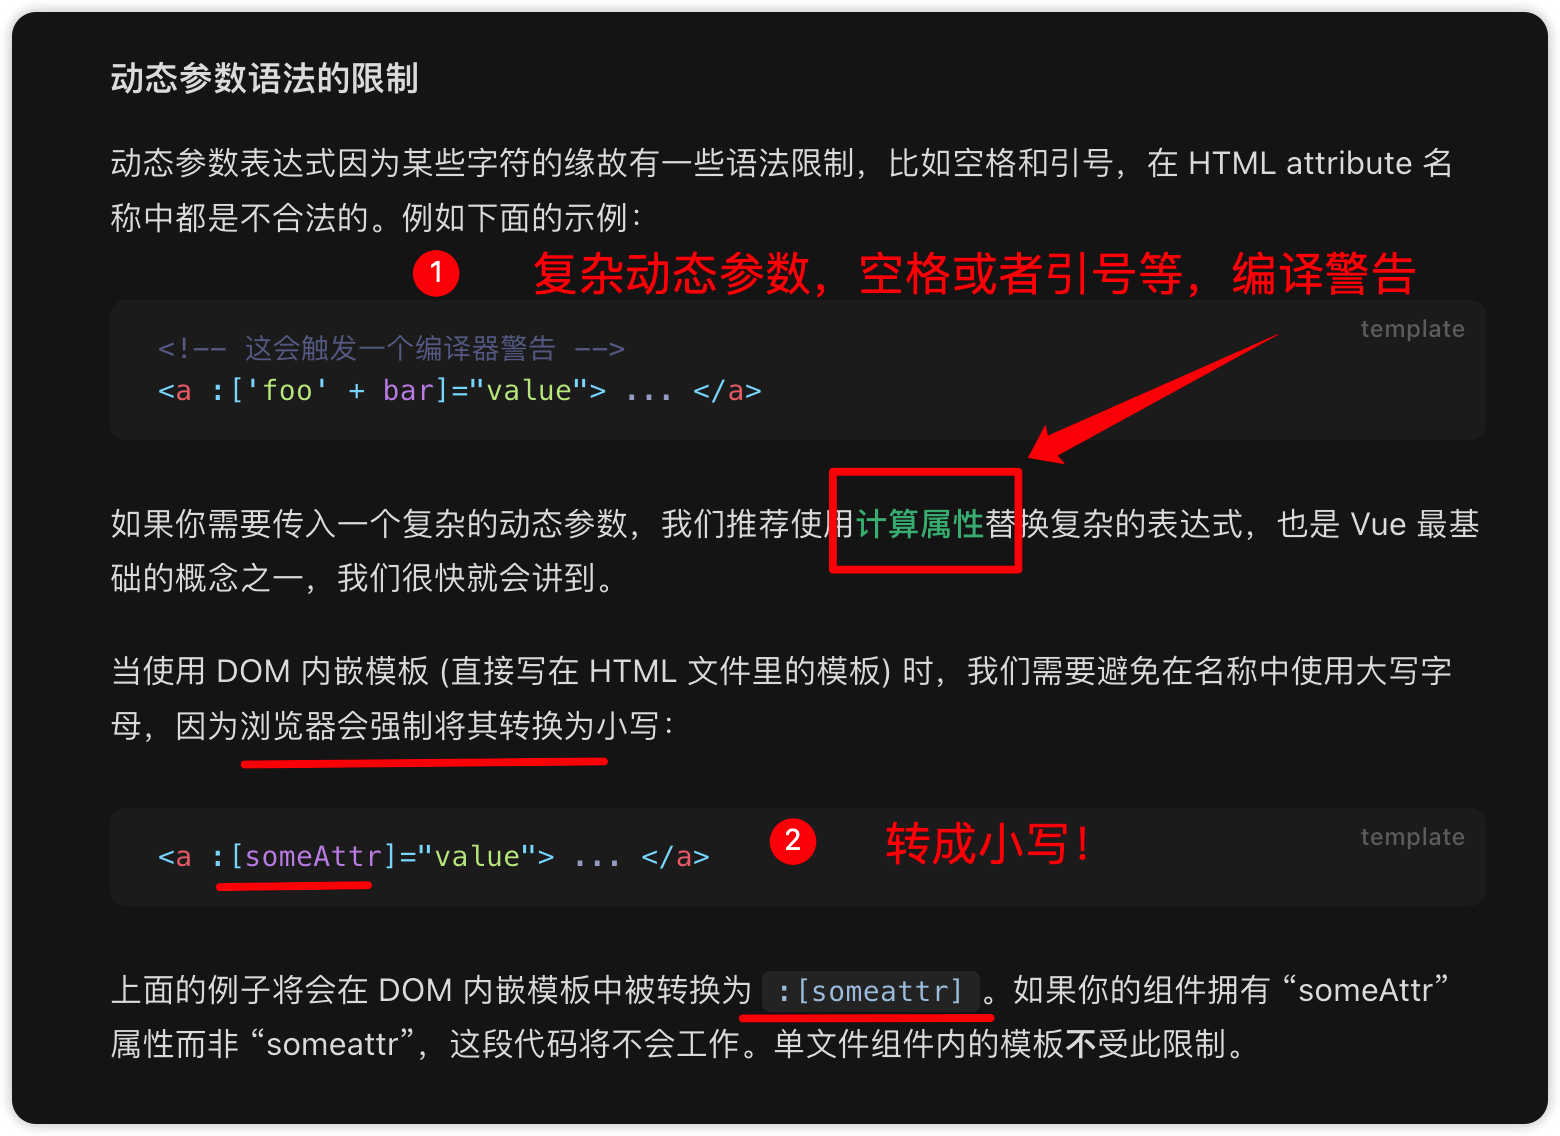 动态参数语法的限制
动态参数表达式因为某些字符的缘故有一些语法限制，比如空格和引号，在 HTML attribute 名
称中都是不合法的。例如下面的示例：
1 复杂动态参数，空格或者引号等，编译警告
template
<!-- 这会触发一个编译器警告 -->
<a :['foo' + bar]="value"> ... </a>
如果你需要传入一个复杂的动态参数，我们推荐使用计算属性替换复杂的表达式，也是 Vue 最基
础的概念之一，我们很快就会讲到。
当使用 DOM 内嵌模板 (直接写在 HTML 文件里的模板) 时，我们需要避免在名称中使用大写字
母，因为浏览器会强制将其转换为小写：
template
<a :[someAttr]="value"> ... </a>
2 转成小写！
上面的例子将会在 DOM 内嵌模板中被转换为 :[someattr] 。如果你的组件拥有 “someAttr”
属性而非 “someattr”，这段代码将不会工作。单文件组件内的模板不受此限制。